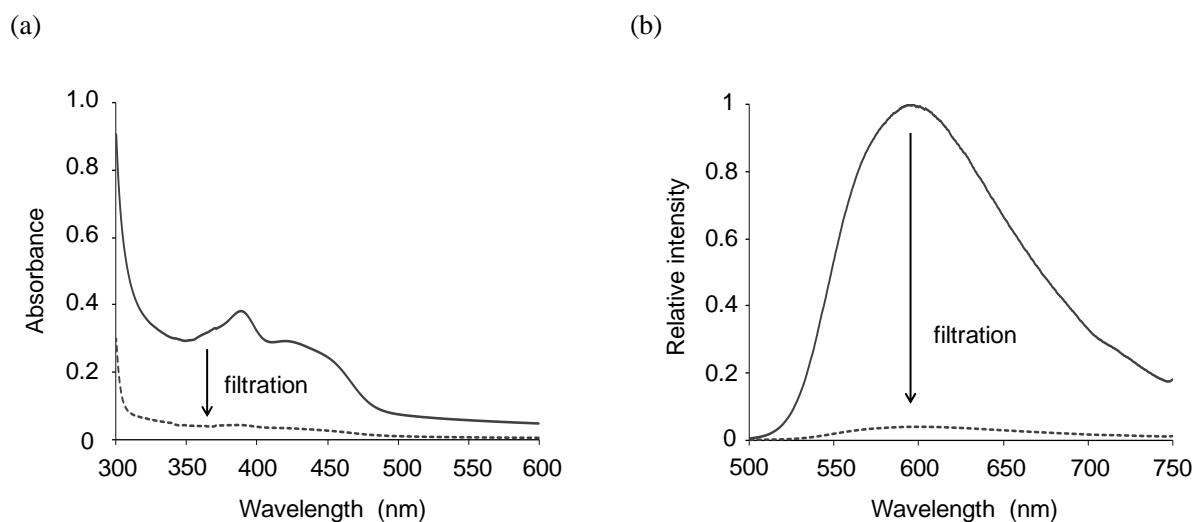 (a)
(b)
1.0
0.8
0.6
0.4
0.2
0
Absorbance
filtration
300 350 400 450 500 550 600
Wavelength (nm)
1
0.8
0.6
0.4
0.2
0
Relative intensity
filtration
500 550 600 650 700 750
Wavelength (nm)